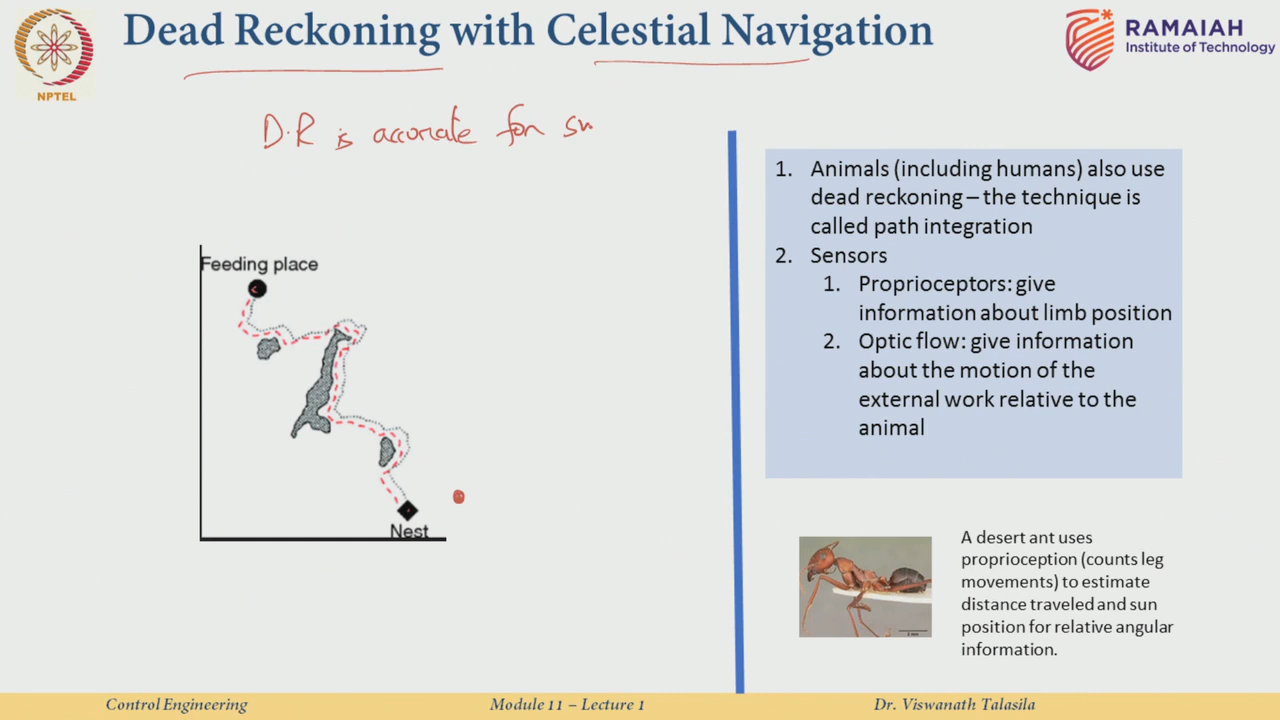 Dead Reckoning with Celestial Navigation
NPTEL
RAMAIAH
Institute of Technology
D.R is accurate for
Feeding place
Nest
1. Animals (including humans) also use
dead reckoning – the technique is
called path integration
2. Sensors
1. Proprioceptors: give
information about limb position
2. Optic flow: give information
about the motion of the
external work relative to the
animal
A desert ant uses
proprioception (counts leg
movements) to estimate
distance traveled and sun
position for relative angular
information.
Control Engineering
Module 11 – Lecture 1
Dr. Viswanath Talasila